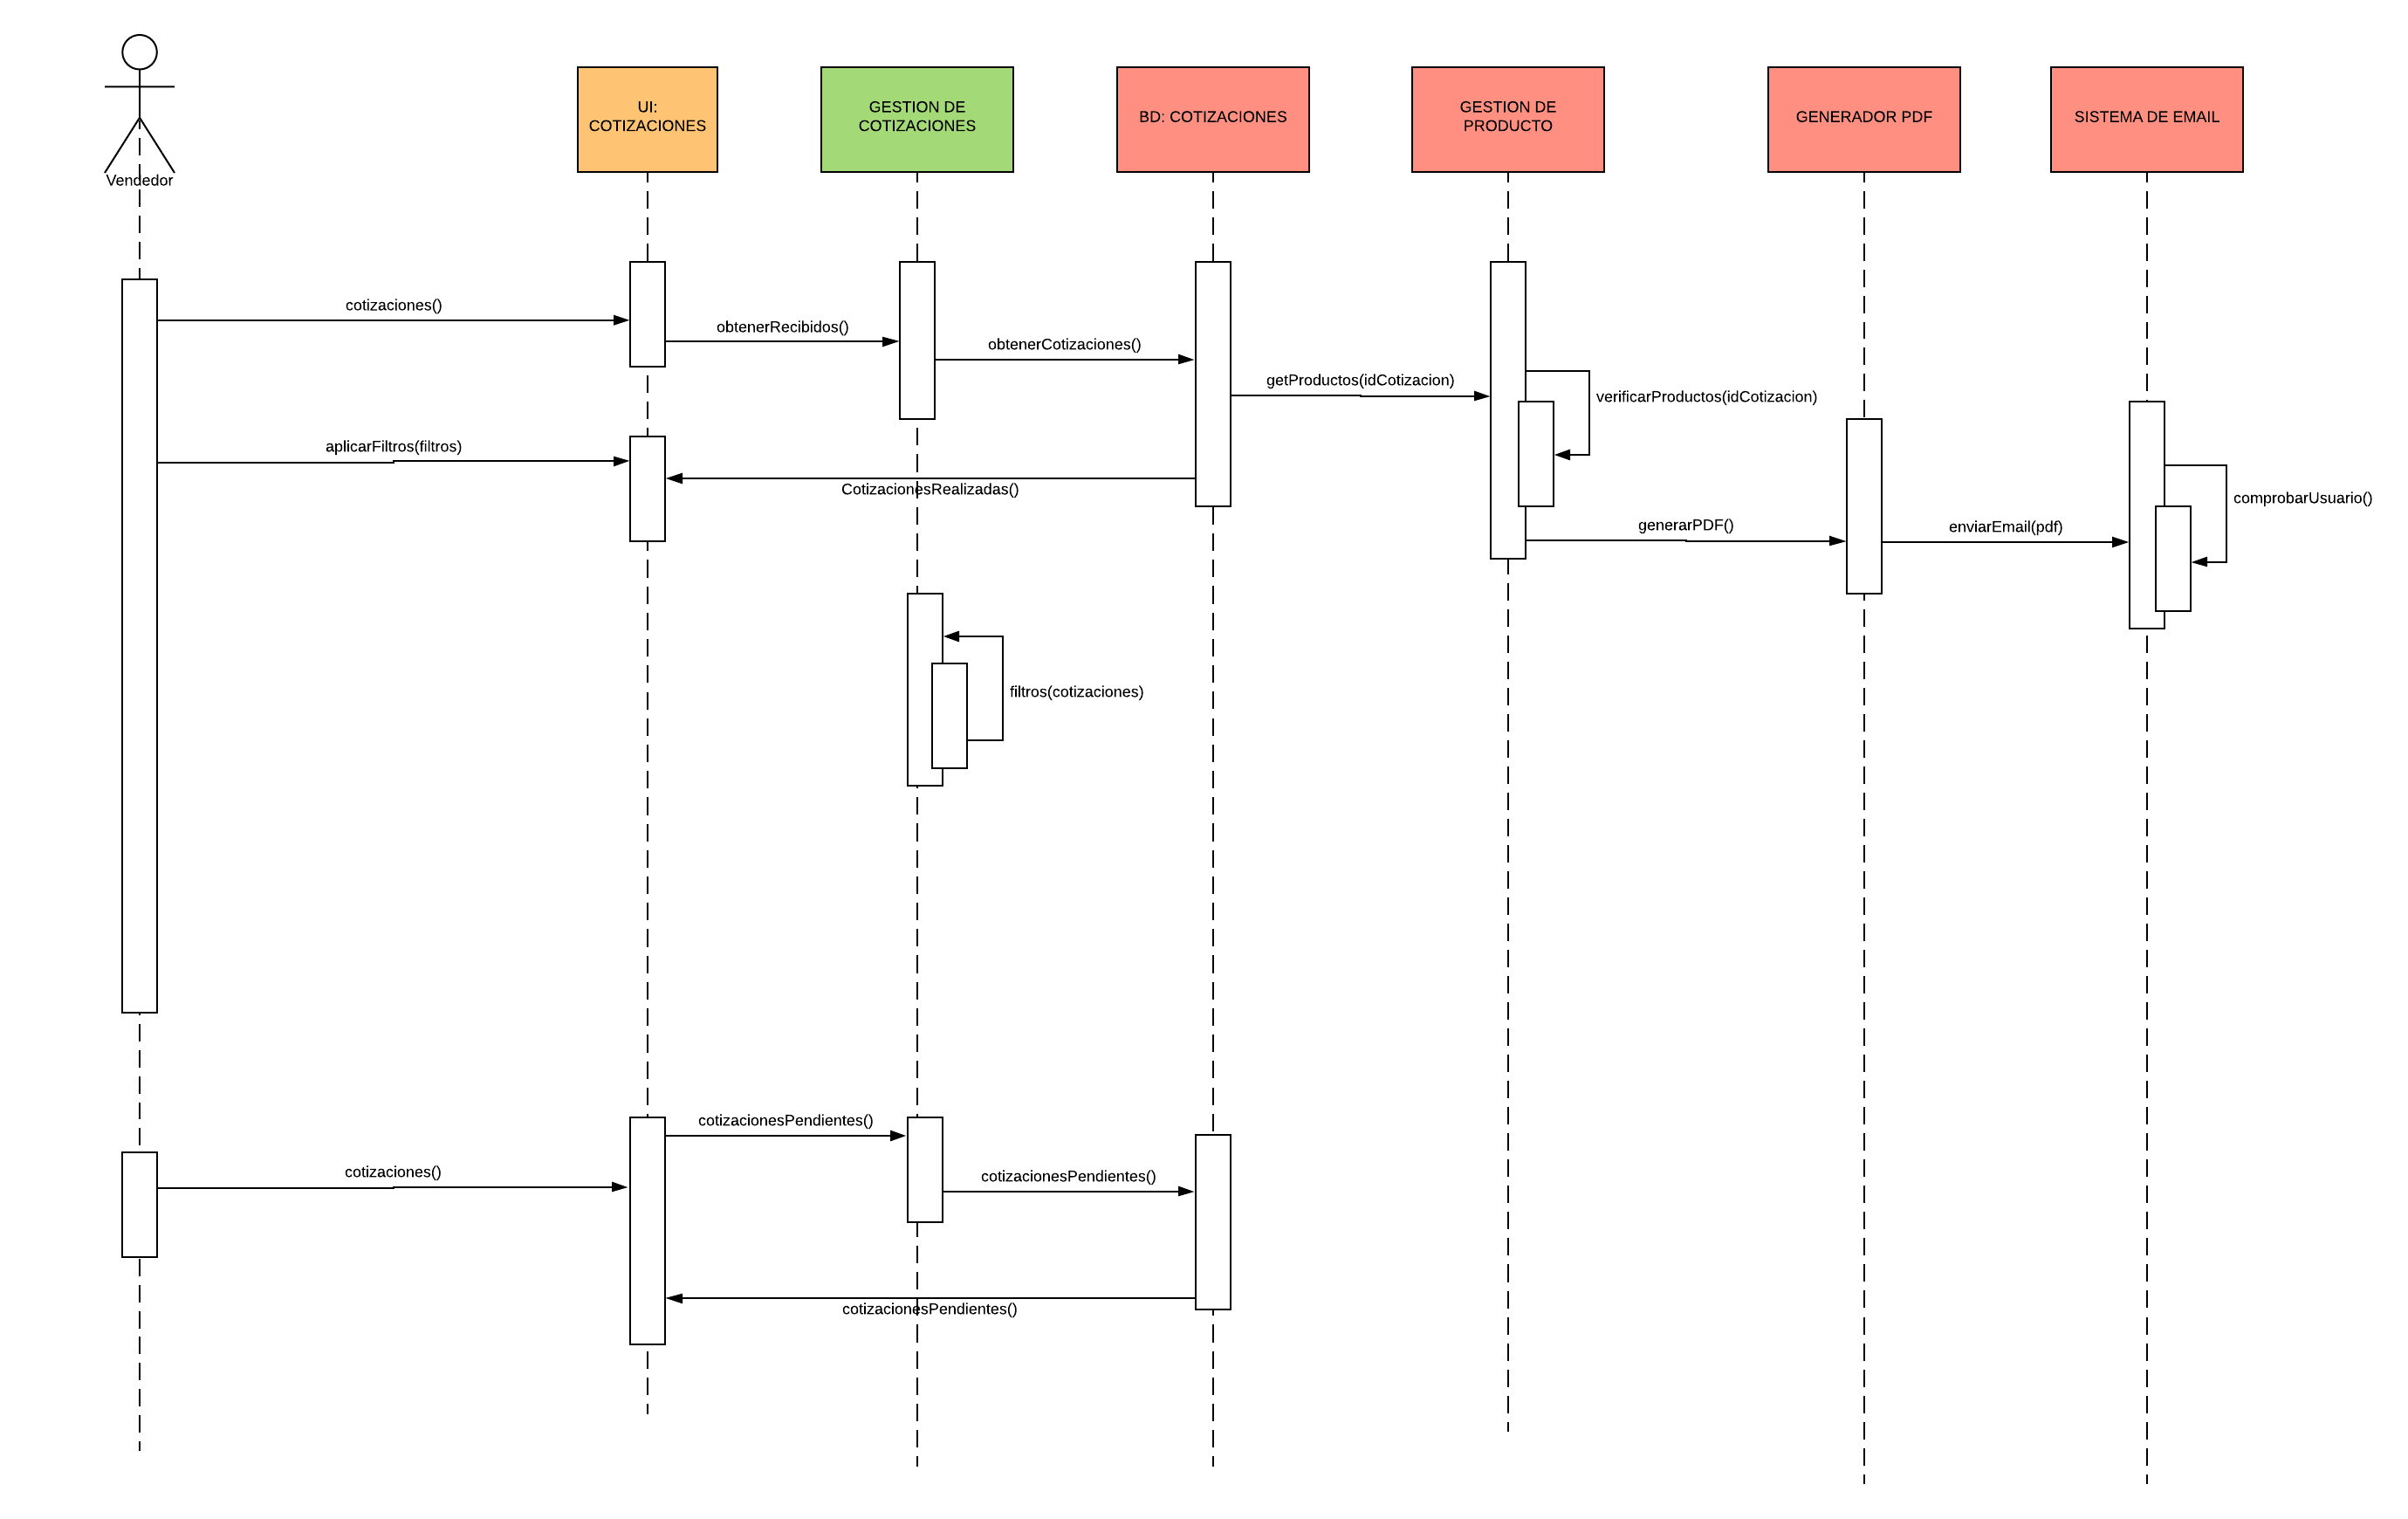 Vendedor
UI:
COTIZACIONES
GESTION DE
COTIZACIONES
BD: COTIZACIONES
GESTION DE
PRODUCTO
GENERADOR PDF
SISTEMA DE EMAIL
cotizaciones()
obtenerRecibidos()
obtenerCotizaciones()
getProductos(idCotizacion)
verificarProductos(idCotizacion)
aplicarFiltros(filtros)
CotizacionesRealizadas()
comprobarUsuario()
generarPDF()
enviarEmail(pdf)
filtros(cotizaciones)
cotizacionesPendientes()
cotizaciones()
cotizacionesPendientes()
cotizacionesPendientes()